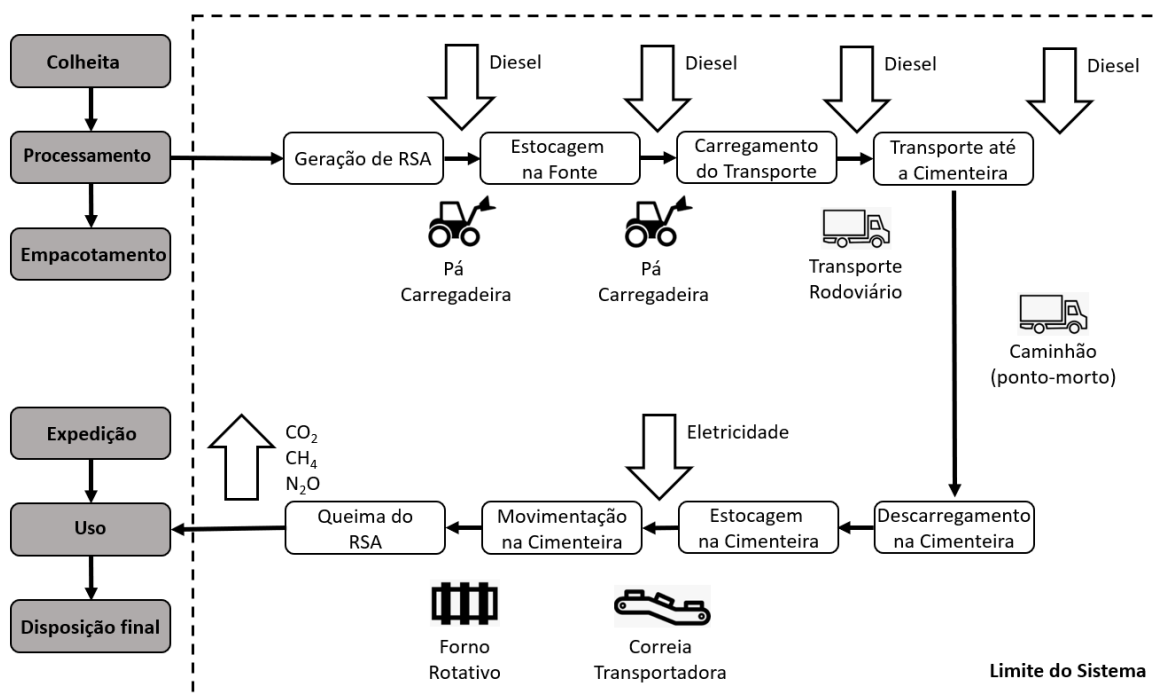 Colheita
Diesel
Diesel
Diesel
Diesel
Processamento
Geração de RSA
Estocagem
na Fonte
Carregamento
do Transporte
Transporte até
a Cimenteira
Empacotamento
Pá
Carregadeira
Pá
Carregadeira
Transporte
Rodoviário
Caminhão
(ponto-morto)
Expedição
CO₂
CH₄
N₂O
Eletricidade
Uso
Queima do
RSA
Movimentação
na Cimenteira
Estocagem
na Cimenteira
Descarregamento
na Cimenteira
Disposição final
Forno
Rotativo
Correia
Transportadora
Limite do Sistema